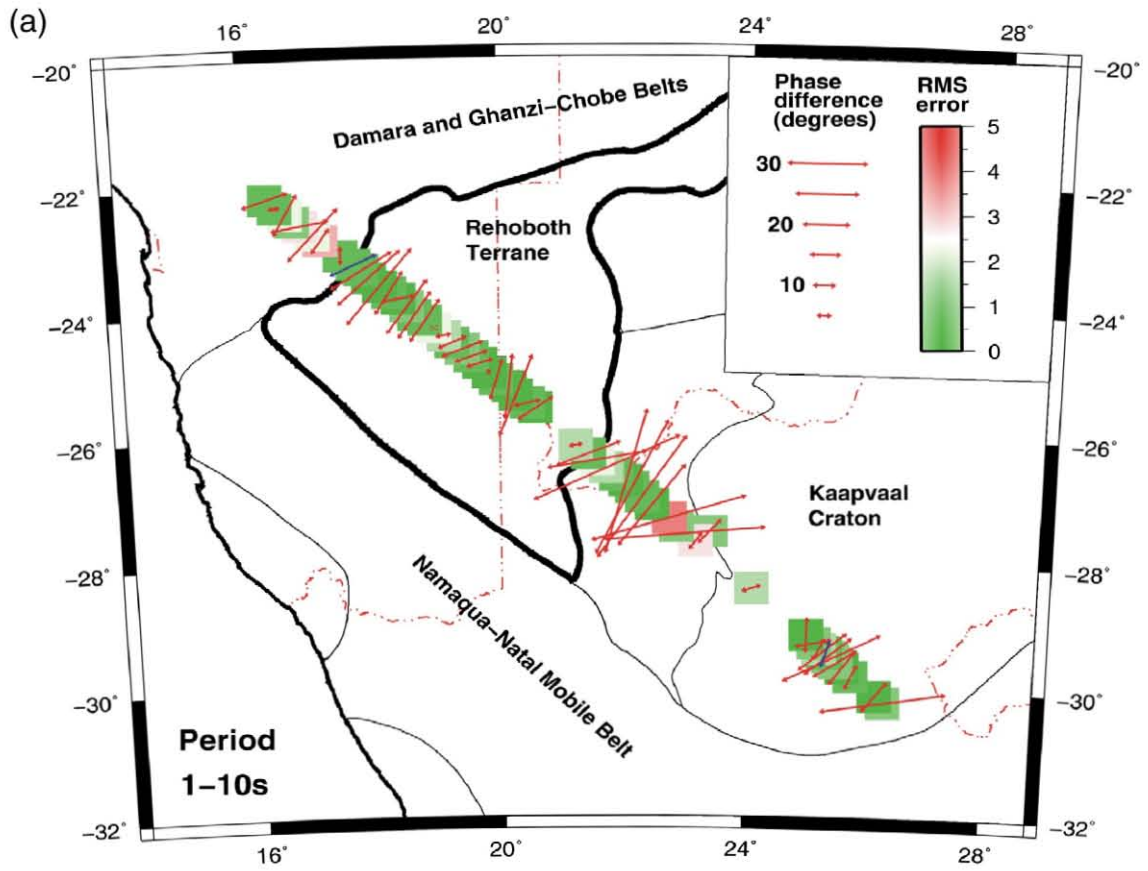 (a)
16° 20° 24° 28°
-20° -20°
Phase difference (degrees)
RMS error
30
20
10
5
4
3
2
1
0
Damara and Ghanzi-Chobe Belts
-22° -22°
Rehoboth
Terrane
-24° -24°
-26° -26°
Kaapvaal
Craton
-28° -28°
Namaqua-Natal Mobile Belt
-30° -30°
Period
1-10s
-32° -32°
16° 20° 24° 28°